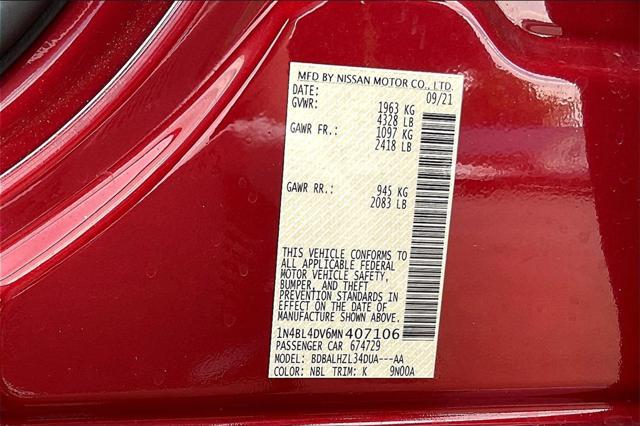 MFD BY NISSAN MOTOR CO., LTD.
DATE: 09/21
GVWR: 1963 KG
4328 LB
GAWR FR.: 1097 KG
2418 LB
GAWR RR.: 945 KG
2083 LB
THIS VEHICLE CONFORMS TO
ALL APPLICABLE FEDERAL
MOTOR VEHICLE SAFETY,
BUMPER, AND THEFT
PREVENTION STANDARDS IN
EFFECT ON THE DATE OF
MANUFACTURE SHOWN ABOVE.
1N4BL4DV6MN407106
PASSENGER CAR 674729
MODEL: BDBALHZL34DUA---AA
COLOR: NBL TRIM: K 9N00A